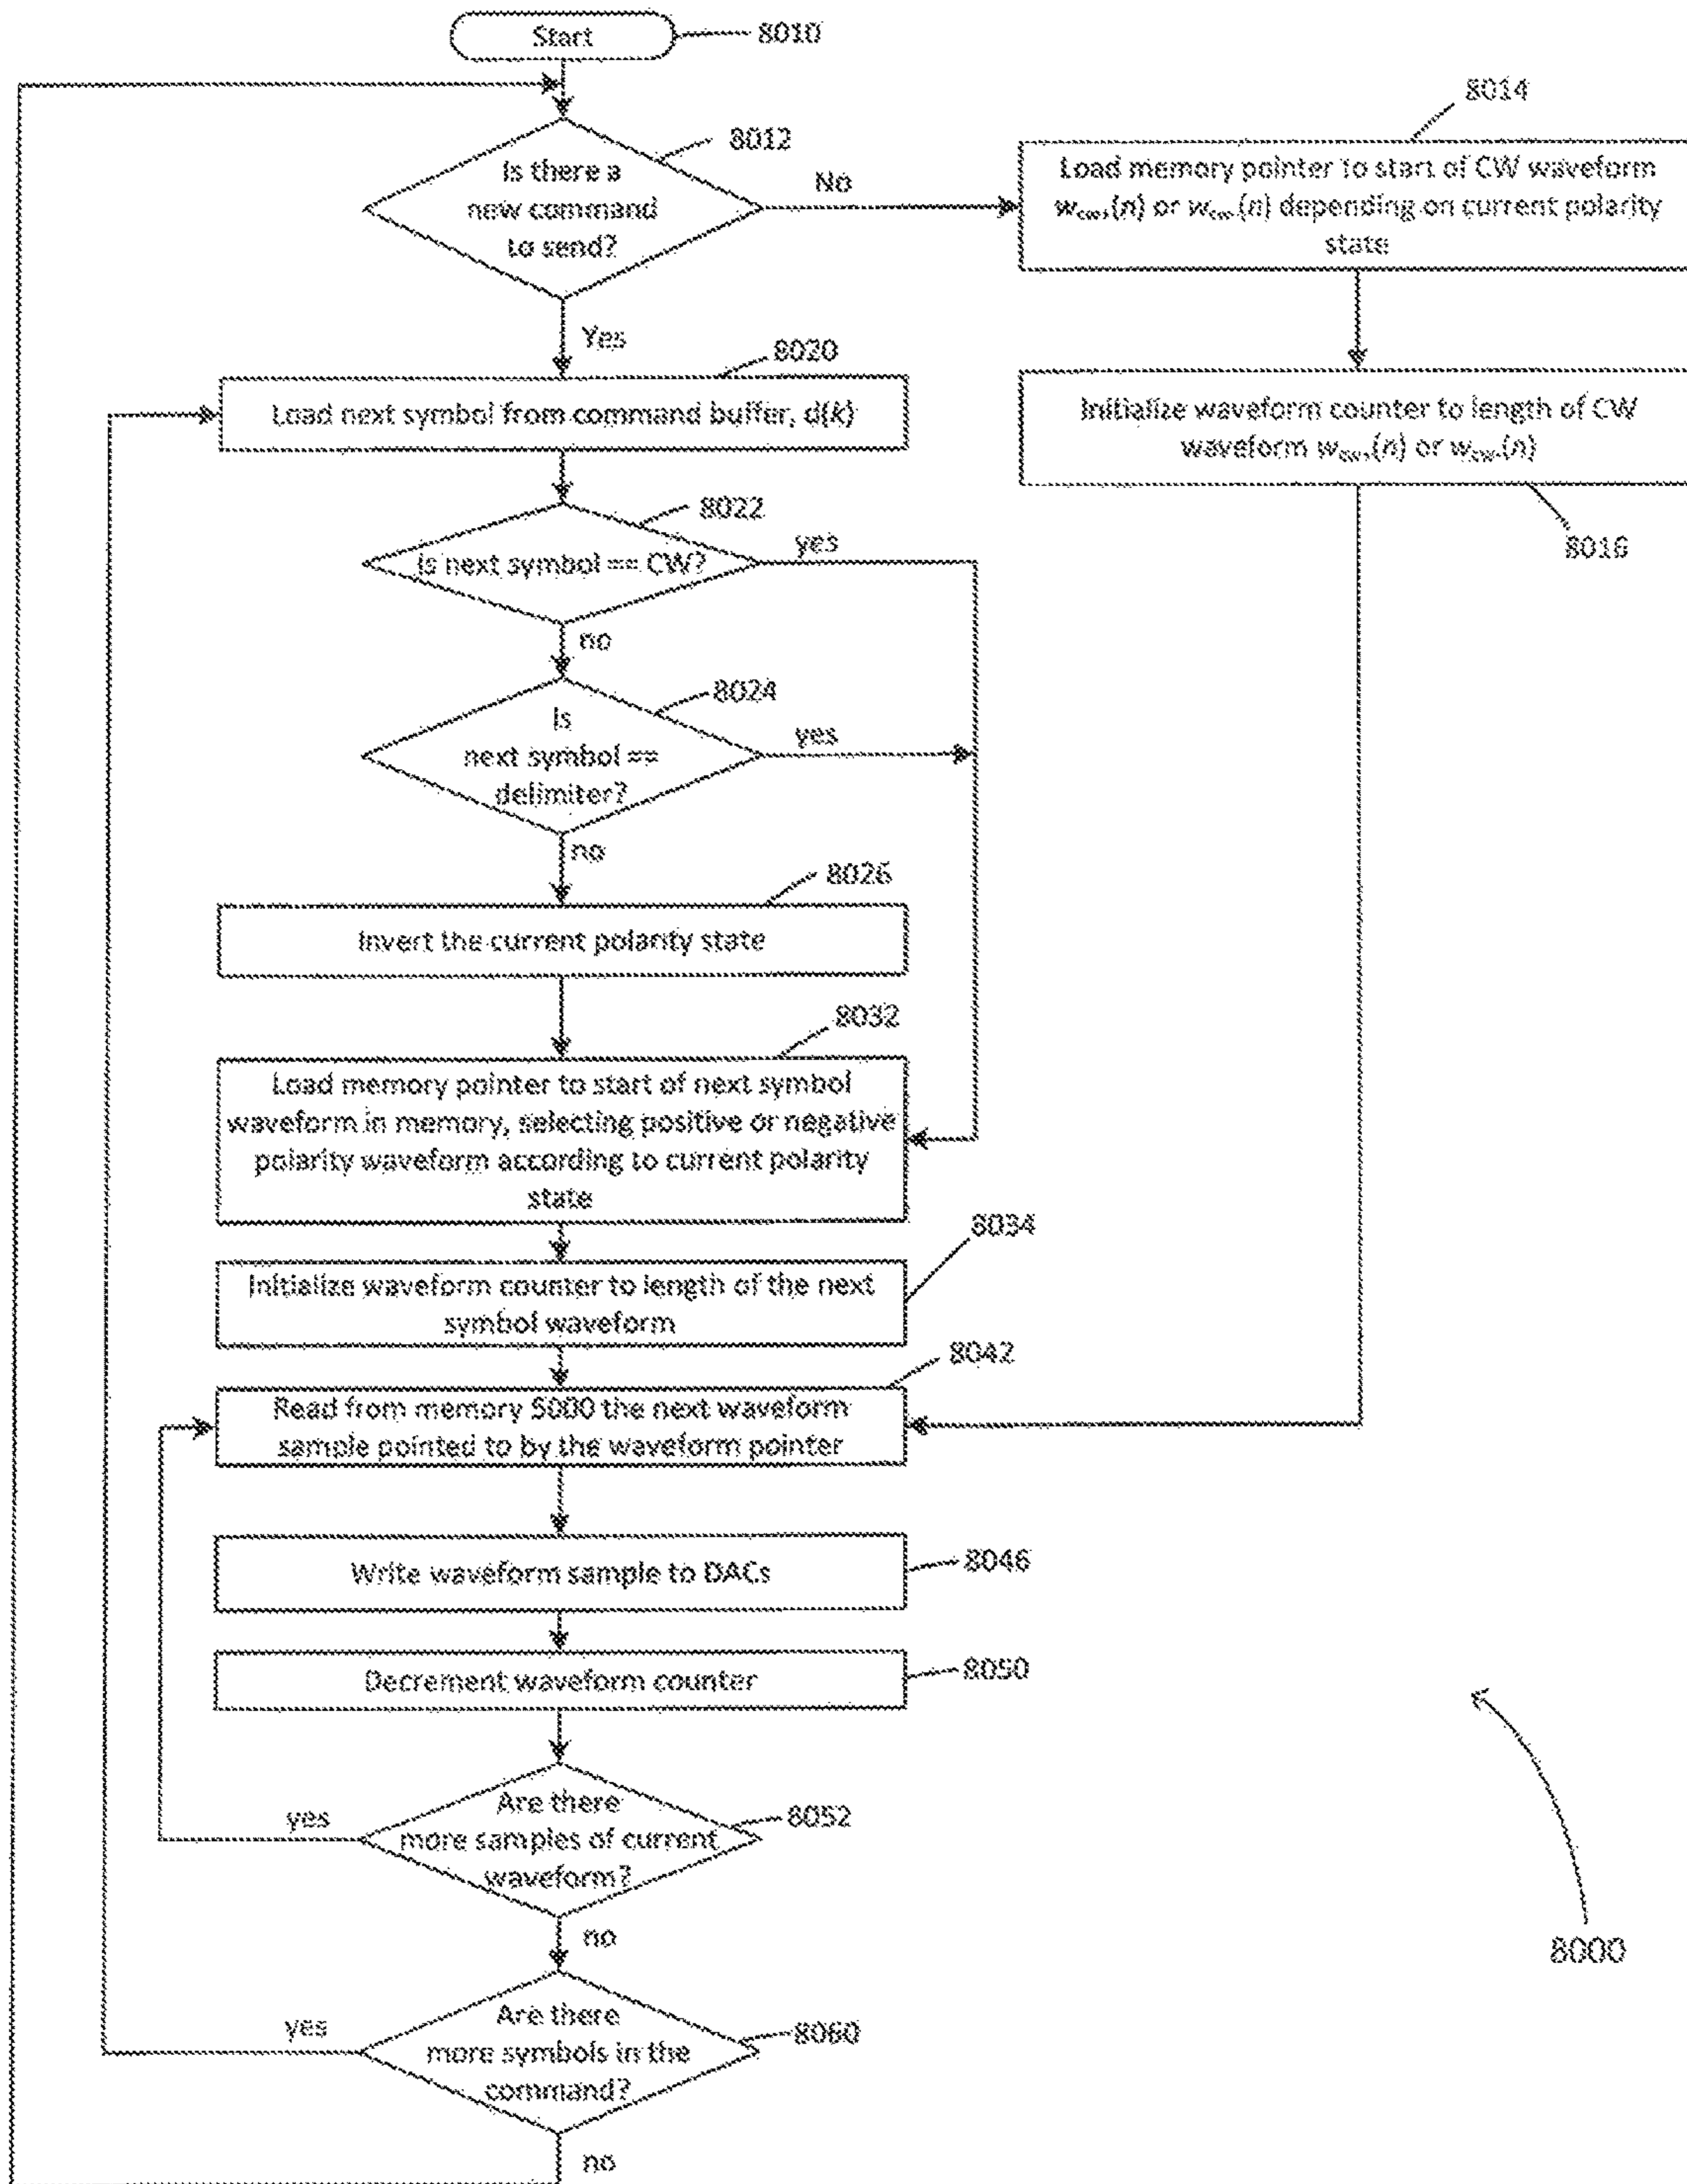 Start
8010
8012
Is there a
new command
to send?
No
Yes
8014
Load memory pointer to start of CW waveform
w_cw+(n) or w_cw-(n) depending on current polarity
state
Initialize waveform counter to length of CW
waveform w_cw+(n) or w_cw-(n)
8016
8020
Load next symbol from command buffer, d(k)
8022
Is next symbol == CW?
yes
no
8024
Is
next symbol ==
delimiter?
yes
no
8026
Invert the current polarity state
8032
Load memory pointer to start of next symbol
waveform in memory, selecting positive or negative
polarity waveform according to current polarity
state
8034
Initialize waveform counter to length of the next
symbol waveform
8042
Read from memory 5000 the next waveform
sample pointed to by the waveform pointer
Write waveform sample to DACs
8046
Decrement waveform counter
8050
Are there
more samples of current
waveform?
8052
yes
no
8000
Are there
more symbols in the
command?
8060
yes
no